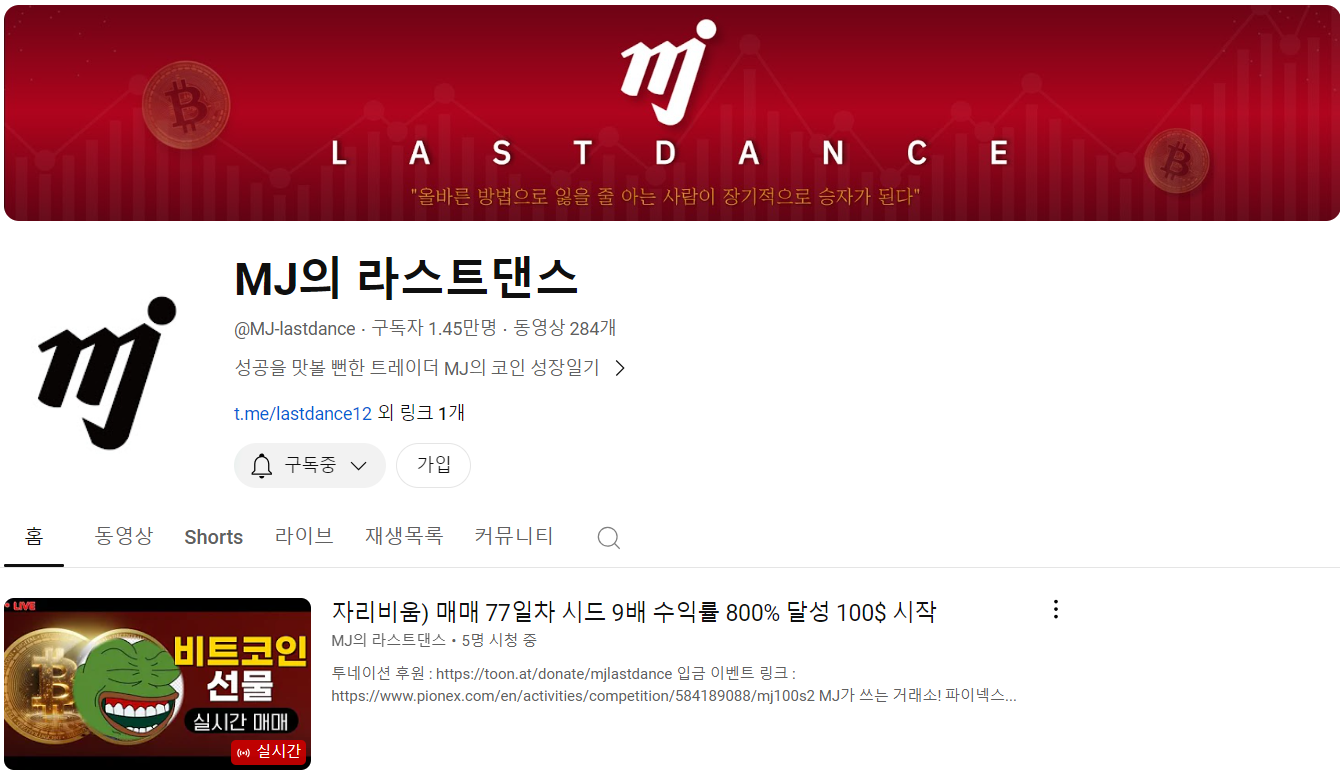 mj
LASTDANCE
"올바른 방법으로 잃을 줄 아는 사람이 장기적으로 승자가 된다"
mj
MJ의 라스트댄스
@MJ-lastdance · 구독자 1.45만명 · 동영상 284개
성공을 맛볼 뻔한 트레이더 MJ의 코인 성장일기
t.me/lastdance12 외 링크 1개
구독중 가입
홈 동영상 Shorts 라이브 재생목록 커뮤니티
LIVE
비트코인
선물
실시간 매매
실시간
자리비움) 매매 77일차 시드 9배 수익률 800% 달성 100$ 시작
MJ의 라스트댄스 • 5명 시청 중
투네이션 후원 : https://toon.at/donate/mjlastdance 입금 이벤트 링크 :
https://www.pionex.com/en/activities/competition/584189088/mj100s2 MJ가 쓰는 거래소! 파이넥스...